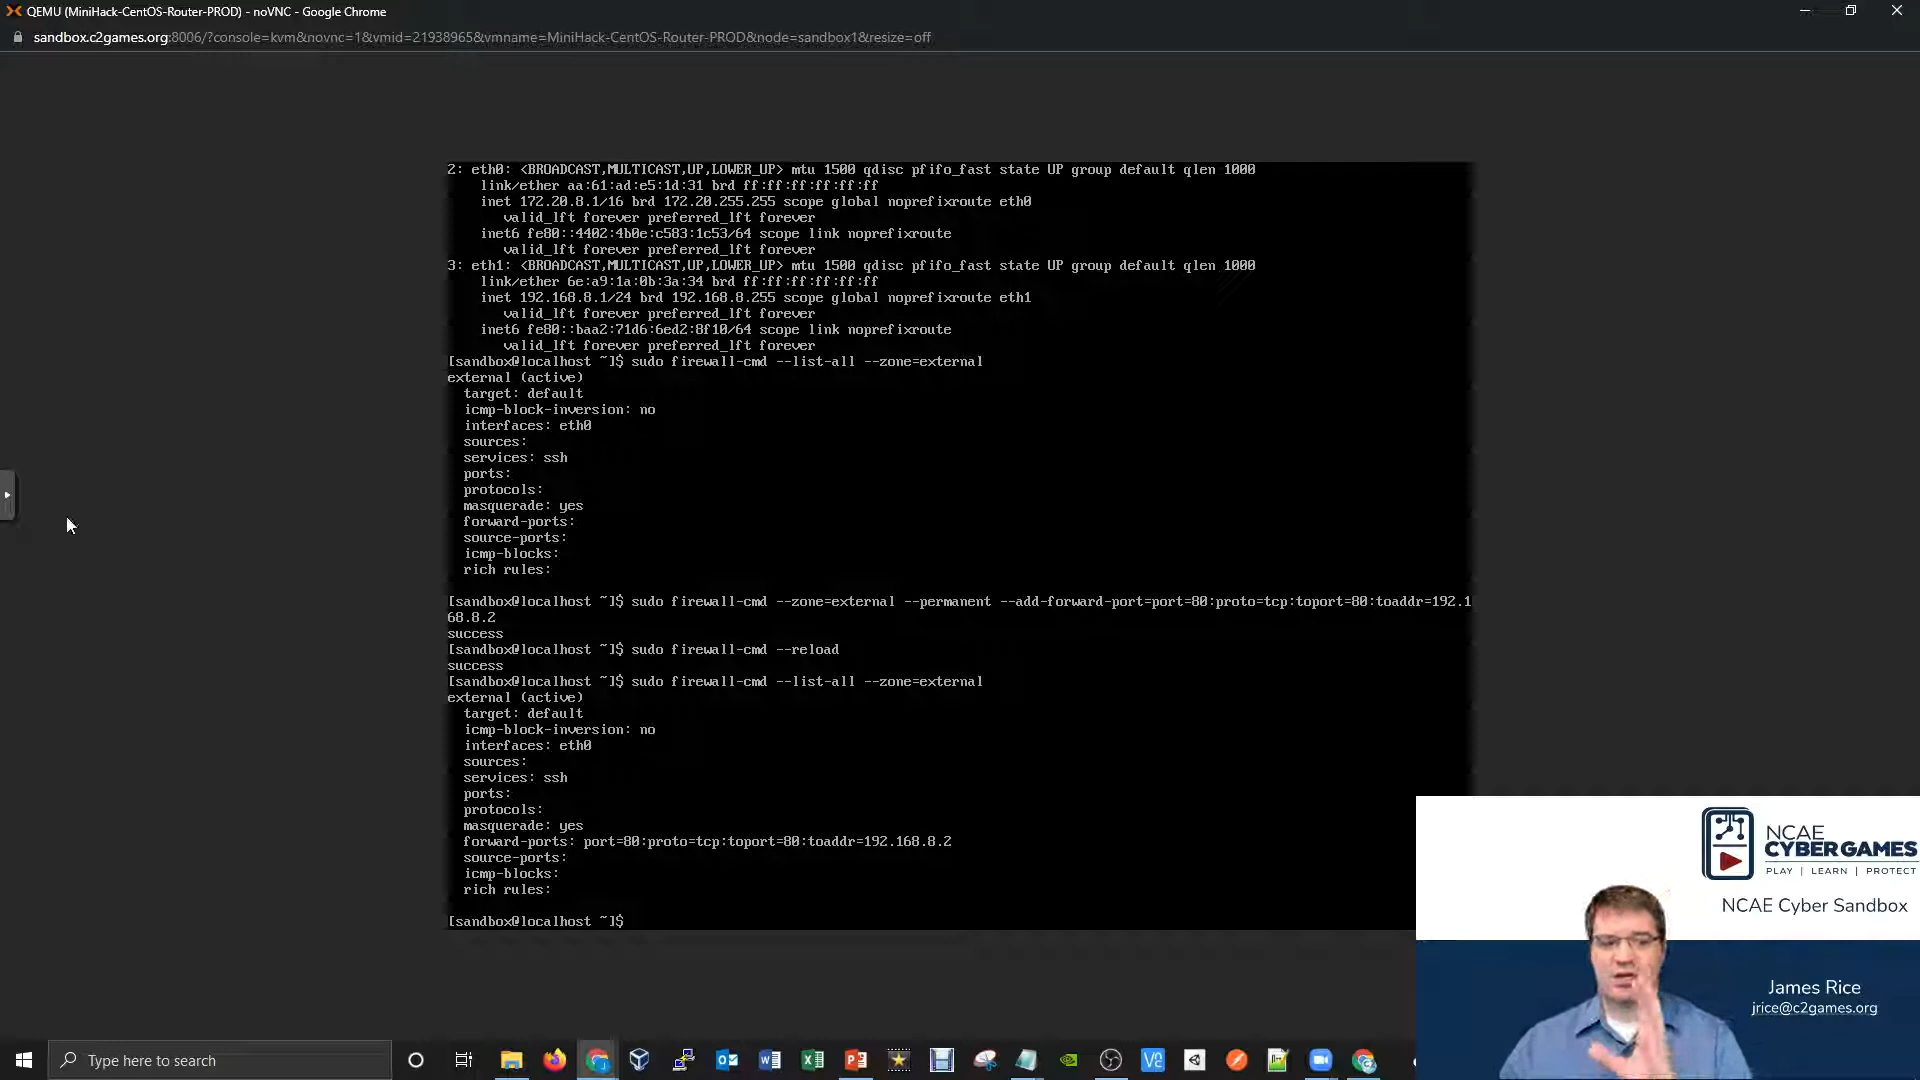 QEMU (MiniHack-CentOS-Router-PROD) - noVNC - Google Chrome
sandbox.c2games.org:8006/?console=kvm&novnc=1&vmid=21938965&vmname=MiniHack-CentOS-Router-PROD&node=sandbox1&resize=off
2: eth0: <BROADCAST,MULTICAST,UP,LOWER_UP> mtu 1500 qdisc pfifo_fast state UP group default qlen 1000
link/ether aa:61:ad:e5:1d:31 brd ff:ff:ff:ff:ff:ff
inet 172.20.8.1/16 brd 172.20.255.255 scope global noprefixroute eth0
valid_lft forever preferred_lft forever
inet6 fe80::4402:4b0e:c583:1c53/64 scope link noprefixroute
valid_lft forever preferred_lft forever
3: eth1: <BROADCAST,MULTICAST,UP,LOWER_UP> mtu 1500 qdisc pfifo_fast state UP group default qlen 1000
link/ether 6e:a9:1a:0b:3a:34 brd ff:ff:ff:ff:ff:ff
inet 192.168.8.1/24 brd 192.168.8.255 scope global noprefixroute eth1
valid_lft forever preferred_lft forever
inet6 fe80::baa2:71d6:6ed2:8f10/64 scope link noprefixroute
valid_lft forever preferred_lft forever
[sandbox@localhost ~]$ sudo firewall-cmd --list-all --zone=external
external (active)
target: default
icmp-block-inversion: no
interfaces: eth0
sources:
services: ssh
ports:
protocols:
masquerade: yes
forward-ports:
source-ports:
icmp-blocks:
rich rules:
[sandbox@localhost ~]$ sudo firewall-cmd --zone=external --permanent --add-forward-port=port=80:proto=tcp:toport=80:toaddr=192.1
68.8.2
success
[sandbox@localhost ~]$ sudo firewall-cmd --reload
success
[sandbox@localhost ~]$ sudo firewall-cmd --list-all --zone=external
external (active)
target: default
icmp-block-inversion: no
interfaces: eth0
sources:
services: ssh
ports:
protocols:
masquerade: yes
forward-ports: port=80:proto=tcp:toport=80:toaddr=192.168.8.2
source-ports:
icmp-blocks:
rich rules:
[sandbox@localhost ~]$
NCAE
CYBERGAMES
PLAY | LEARN | PROTECT
NCAE Cyber Sandbox
James Rice
jrice@c2games.org
Type here to search